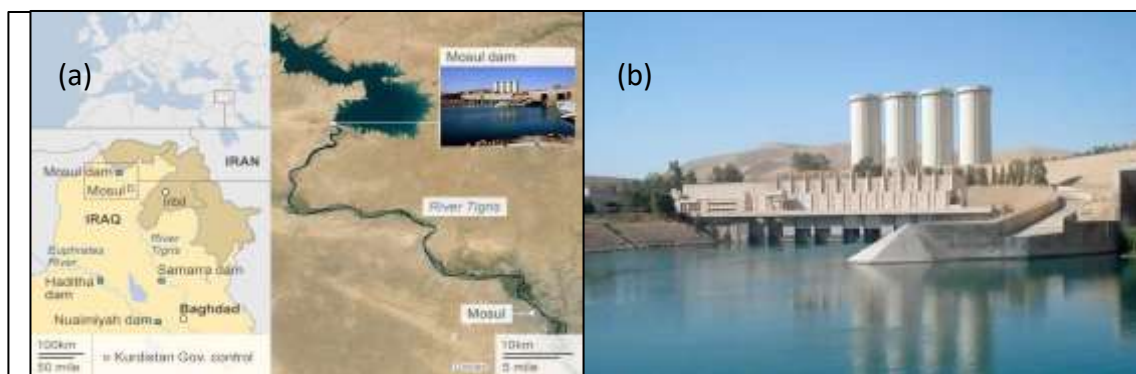 (a)
IRAN
Mosul dam
Mosul
Irbil
IRAQ
Euphrates
River
River
Tigris
Samarra dam
Haditha
dam
Baghdad
Nuaimiyah dam
100km
50 mile
¤ Kurdistan Gov. control
Mosul dam
River Tigris
Mosul
10km
5 mile
(b)